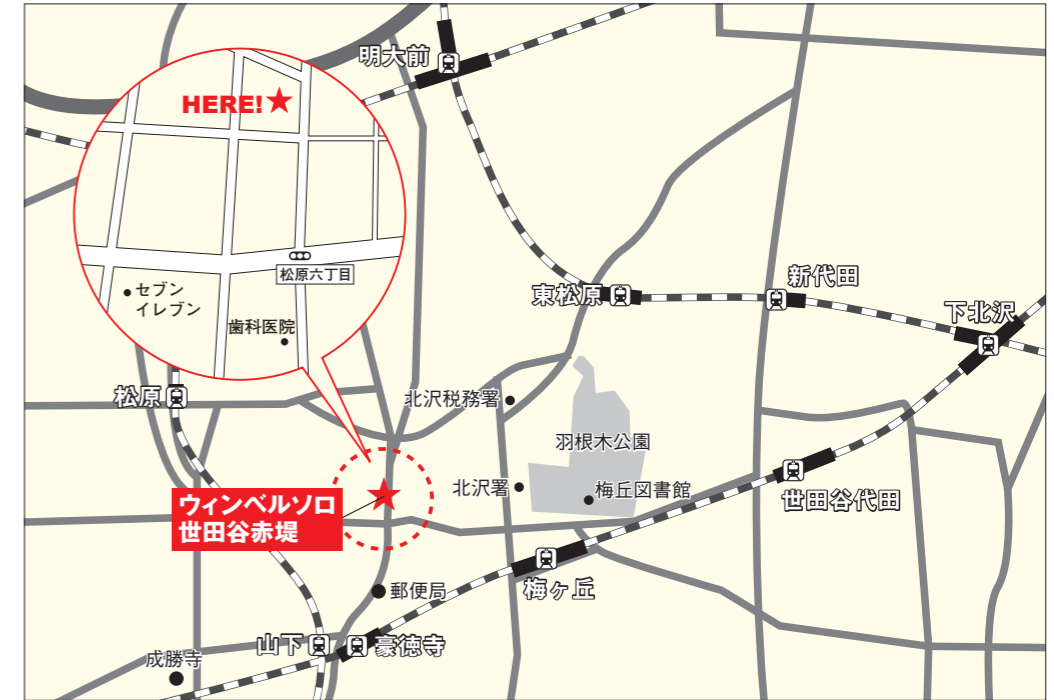 明大前
HERE!
松原六丁目
セブン
イレブン
歯科医院
新代田
東松原
下北沢
松原
北沢税務署
羽根木公園
北沢署
梅丘図書館
世田谷代田
ウィンベルソロ
世田谷赤堤
梅ヶ丘
郵便局
山下
豪徳寺
成勝寺